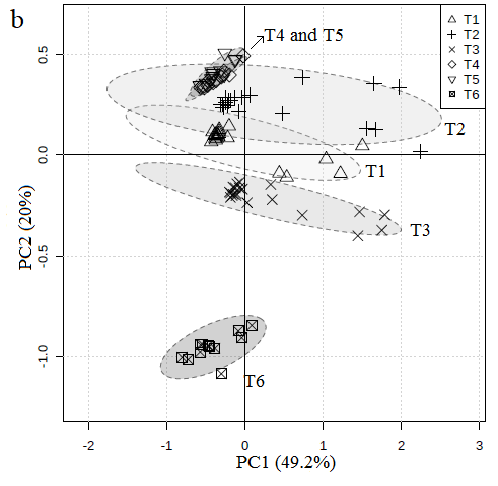 b
T4 and T5
T1
T2
T3
T4
T5
T6
0.5
0.0
-0.5
-1.0
PC2 (20%)
T2
T1
T3
T6
-2
-1
0
1
2
3
PC1 (49.2%)